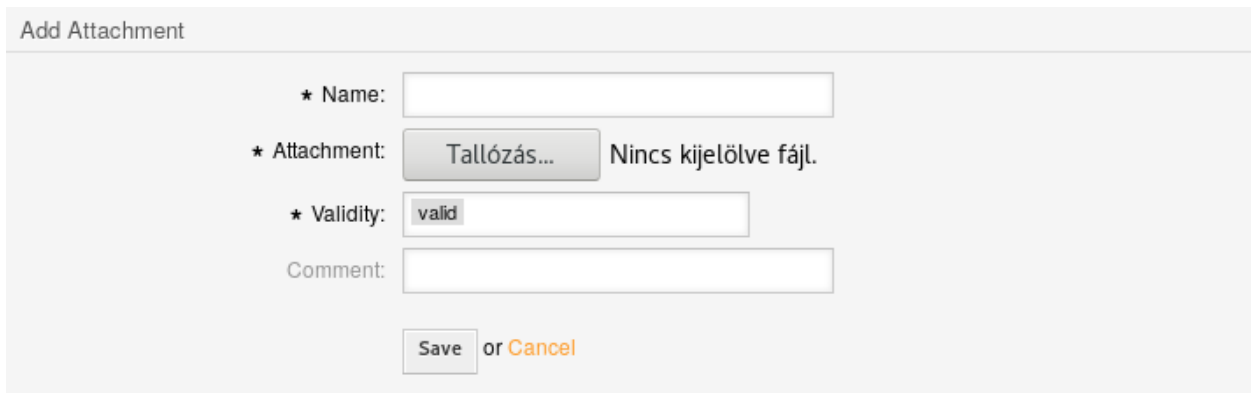 Add Attachment
* Name:
* Attachment: Tallózás... Nincs kijelölve fájl.
* Validity: valid
Comment:
Save or Cancel